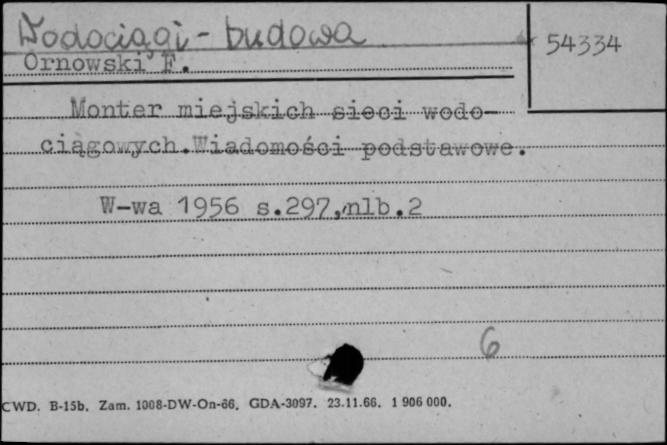 Wodociągi - budowa
54334
Ornowski F.
Monter miejskich sieci wodo-
ciągowych.Wiadomości podstawowe.
W-wa 1956 s.297,nlb.2
6
CWD. B-15b. Zam. 1008-DW-On-66. GDA-3097. 23.11.66. 1 906 000.